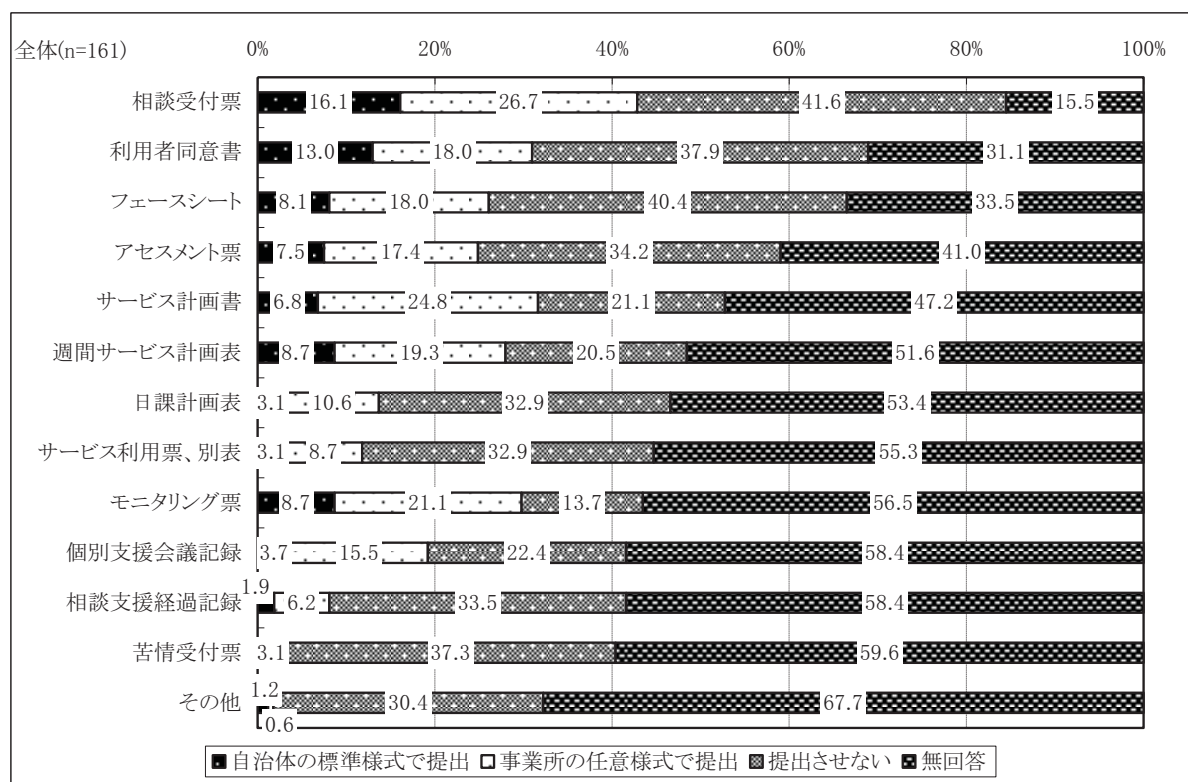 全体(n=161)
0% 20% 40% 60% 80% 100%
相談受付票 16.1 26.7 41.6 15.5
利用者同意書 13.0 18.0 37.9 31.1
フェースシート 8.1 18.0 40.4 33.5
アセスメント票 7.5 17.4 34.2 41.0
サービス計画書 6.8 24.8 21.1 47.2
週間サービス計画表 8.7 19.3 20.5 51.6
日課計画表 3.1 10.6 32.9 53.4
サービス利用票、別表 3.1 8.7 32.9 55.3
モニタリング票 8.7 21.1 13.7 56.5
個別支援会議記録 3.7 15.5 22.4 58.4
相談支援経過記録 1.9 6.2 33.5 58.4
苦情受付票 3.1 37.3 59.6
その他 1.2 0.6 30.4 67.7
自治体の標準様式で提出 事業所の任意様式で提出 提出させない 無回答